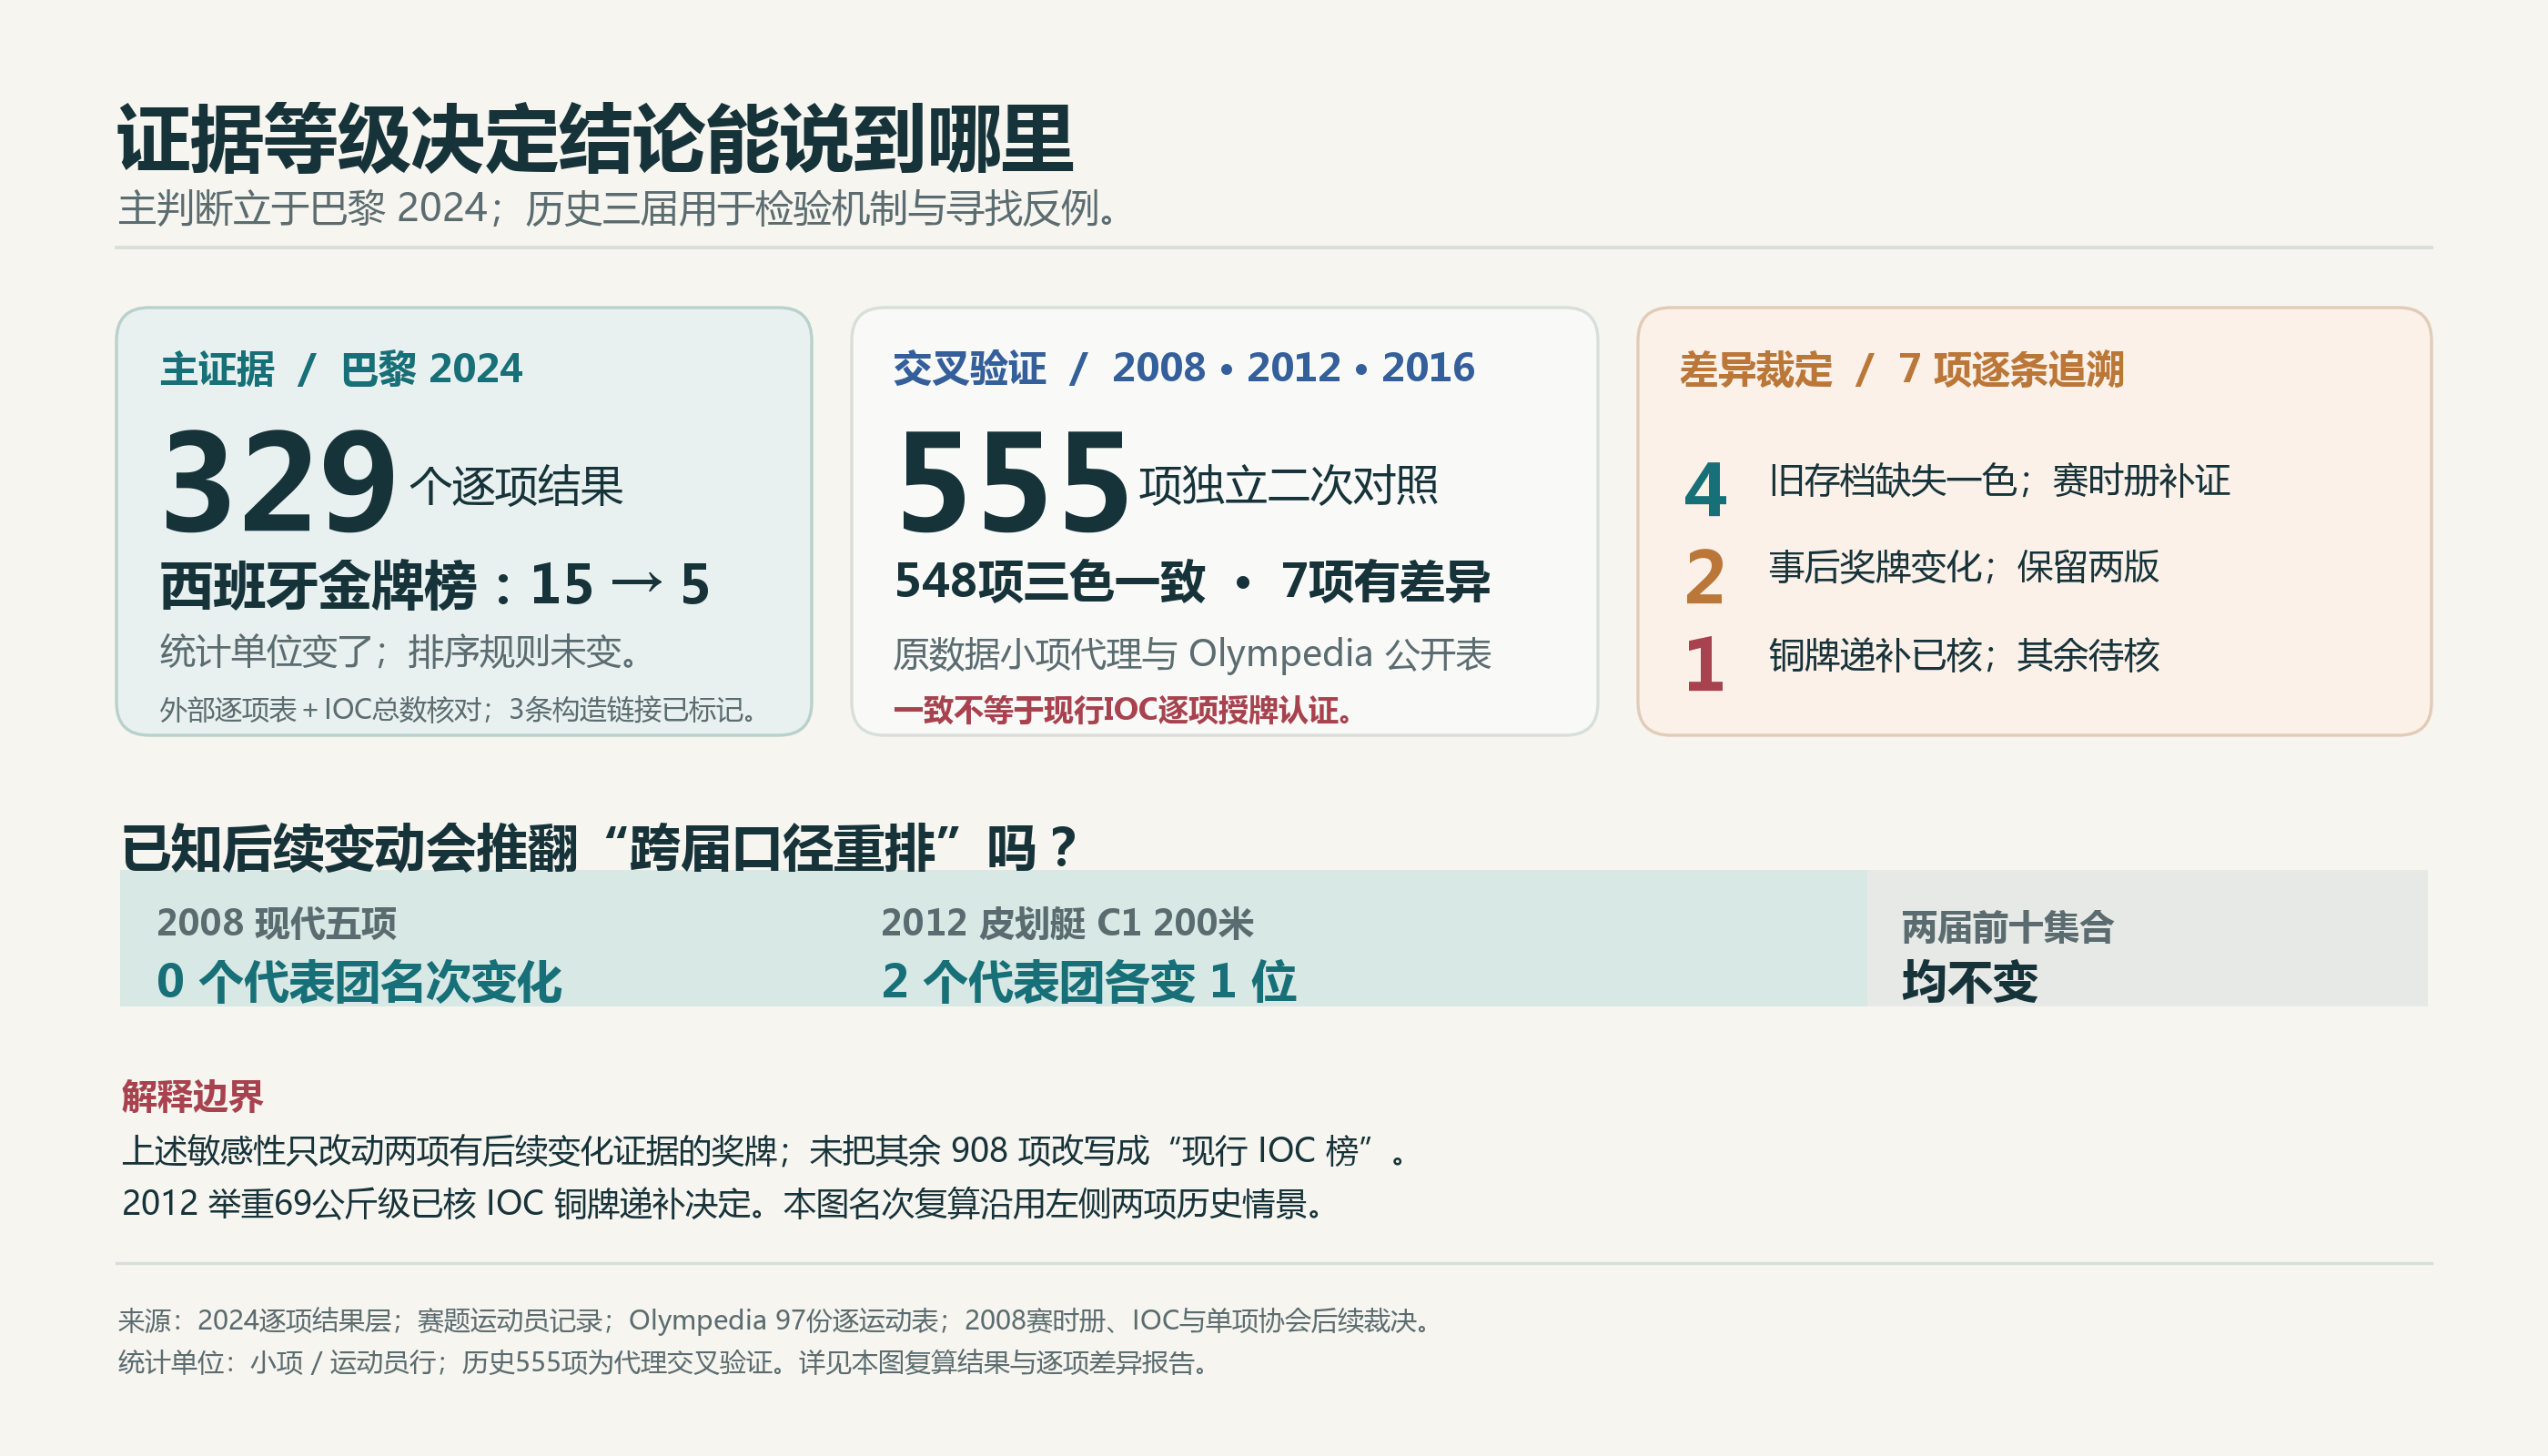 证据等级决定结论能说到哪里
主判断立于巴黎 2024；历史三届用于检验机制与寻找反例。
主证据 / 巴黎 2024
329 个逐项结果
西班牙金牌榜：15 → 5
统计单位变了；排序规则未变。
外部逐项表＋IOC总数核对；3条构造链接已标记。
交叉验证 / 2008 • 2012 • 2016
555 项独立二次对照
548项三色一致 • 7项有差异
原数据小项代理与 Olympedia 公开表
一致不等于现行IOC逐项授牌认证。
差异裁定 / 7 项逐条追溯
4 旧存档缺失一色；赛时册补证
2 事后奖牌变化；保留两版
1 铜牌递补已核；其余待核
已知后续变动会推翻“跨届口径重排”吗？
2008 现代五项
0 个代表团名次变化
2012 皮划艇 C1 200米
2 个代表团各变 1 位
两届前十集合
均不变
解释边界
上述敏感性只改动两项有后续变化证据的奖牌；未把其余 908 项改写成“现行 IOC 榜”。
2012 举重69公斤级已核 IOC 铜牌递补决定。本图名次复算沿用左侧两项历史情景。
来源：2024逐项结果层；赛题运动员记录；Olympedia 97份逐运动表；2008赛时册、IOC与单项协会后续裁决。
统计单位：小项 / 运动员行；历史555项为代理交叉验证。详见本图复算结果与逐项差异报告。